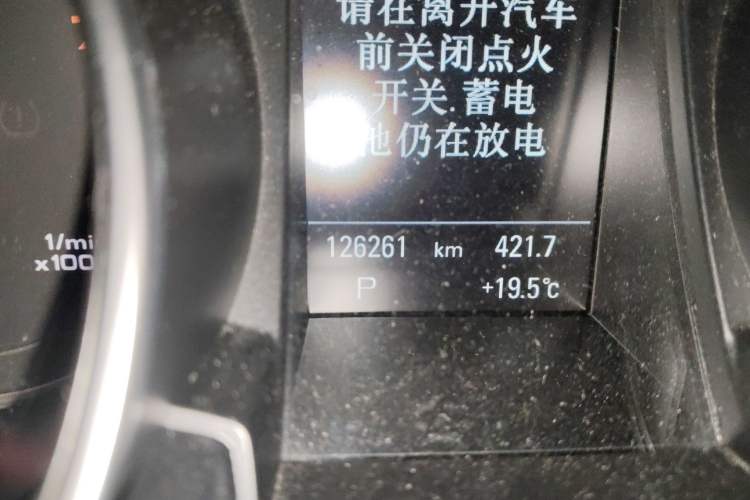 请在离开汽车
前关闭点火
开关.蓄电
池仍在放电
1/mi
x100
126261 km 421.7
P +19.5°C